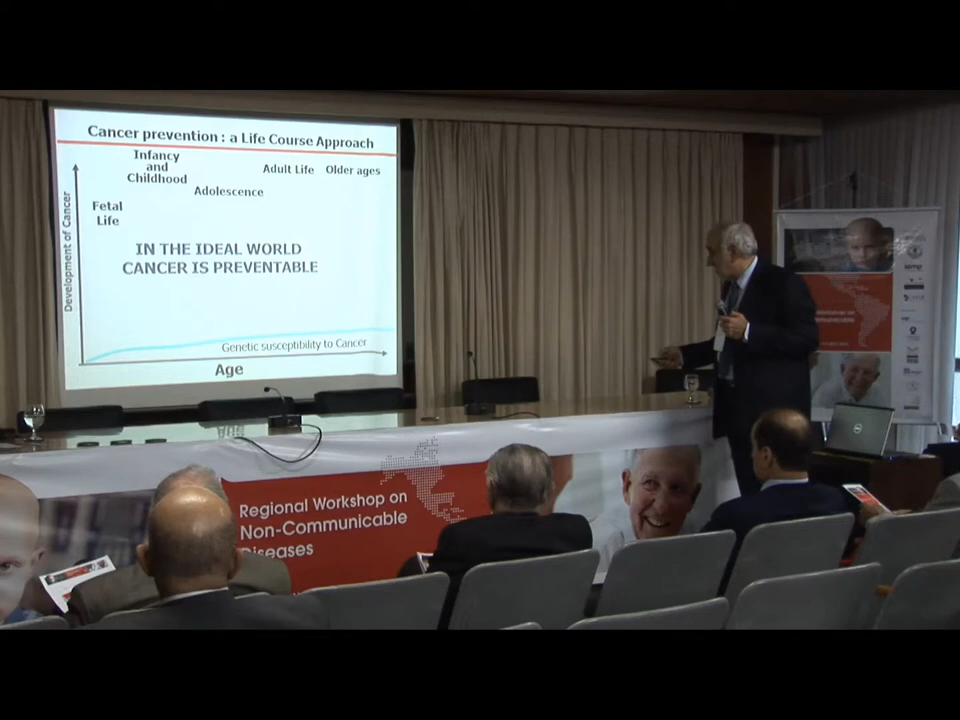 Cancer prevention : a Life Course Approach
Infancy
and
Childhood
Adult Life
Older ages
Adolescence
Fetal
Life
Development of Cancer
IN THE IDEAL WORLD
CANCER IS PREVENTABLE
Genetic susceptibility to Cancer
Age
Regional Workshop on
Non-Communicable
Diseases
DELL